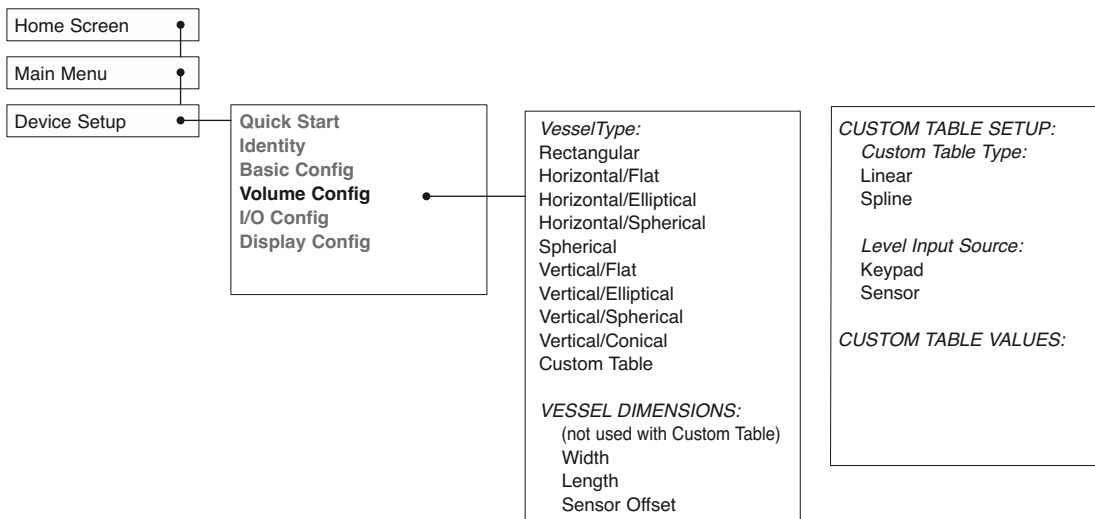 Home Screen
Main Menu
Device Setup
Quick Start
Identity
Basic Config
Volume Config
I/O Config
Display Config
VesselType:
Rectangular
Horizontal/Flat
Horizontal/Elliptical
Horizontal/Spherical
Spherical
Vertical/Flat
Vertical/Elliptical
Vertical/Spherical
Vertical/Conical
Custom Table
VESSEL DIMENSIONS:
(not used with Custom Table)
Width
Length
Sensor Offset
CUSTOM TABLE SETUP:
Custom Table Type:
Linear
Spline
Level Input Source:
Keypad
Sensor
CUSTOM TABLE VALUES: